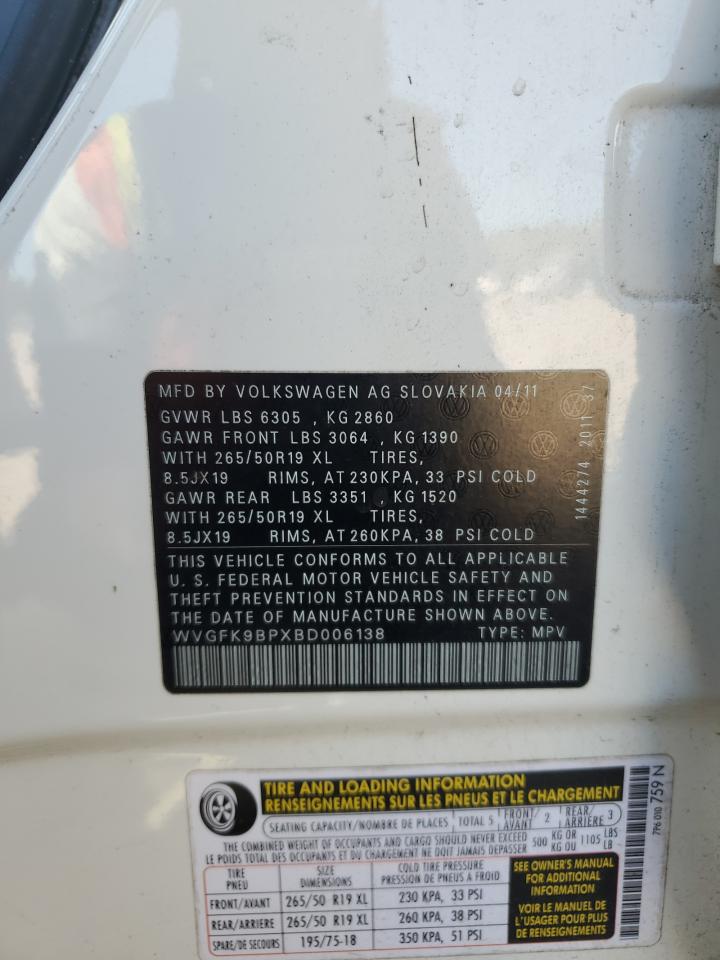 MFD BY VOLKSWAGEN AG SLOVAKIA 04/11
GVWR LBS 6305 , KG 2860
GAWR FRONT LBS 3064 , KG 1390
WITH 265/50R19 XL TIRES,
8.5JX19 RIMS, AT 230KPA, 33 PSI COLD
GAWR REAR LBS 3351 , KG 1520
WITH 265/50R19 XL TIRES,
8.5JX19 RIMS, AT 260KPA, 38 PSI COLD
1444274 2011 37
THIS VEHICLE CONFORMS TO ALL APPLICABLE
U. S. FEDERAL MOTOR VEHICLE SAFETY AND
THEFT PREVENTION STANDARDS IN EFFECT ON
THE DATE OF MANUFACTURE SHOWN ABOVE.
WVGFK9BPXBD006138 TYPE: MPV
TIRE AND LOADING INFORMATION
RENSEIGNEMENTS SUR LES PNEUS ET LE CHARGEMENT
SEATING CAPACITY/NOMBRE DE PLACES TOTAL 5 FRONT/AVANT 2 REAR/ARRIÈRE 3
THE COMBINED WEIGHT OF OCCUPANTS AND CARGO SHOULD NEVER EXCEED 500 KG OR 1105 LBS
LE POIDS TOTAL DES OCCUPANTS ET DU CHARGEMENT NE DOIT JAMAIS DEPASSER KG OU LB
TIRE PNEU SIZE DIMENSIONS COLD TIRE PRESSURE PRESSION DE PNEUS A FROID
FRONT/AVANT 265/50 R19 XL 230 KPA, 33 PSI
REAR/ARRIERE 265/50 R19 XL 260 KPA, 38 PSI
SPARE/DE SECOURS 195/75-18 350 KPA, 51 PSI
SEE OWNER'S MANUAL
FOR ADDITIONAL
INFORMATION
VOIR LE MANUEL DE
L'USAGER POUR PLUS
DE RENSEIGNEMENTS
7P6 010 759 N